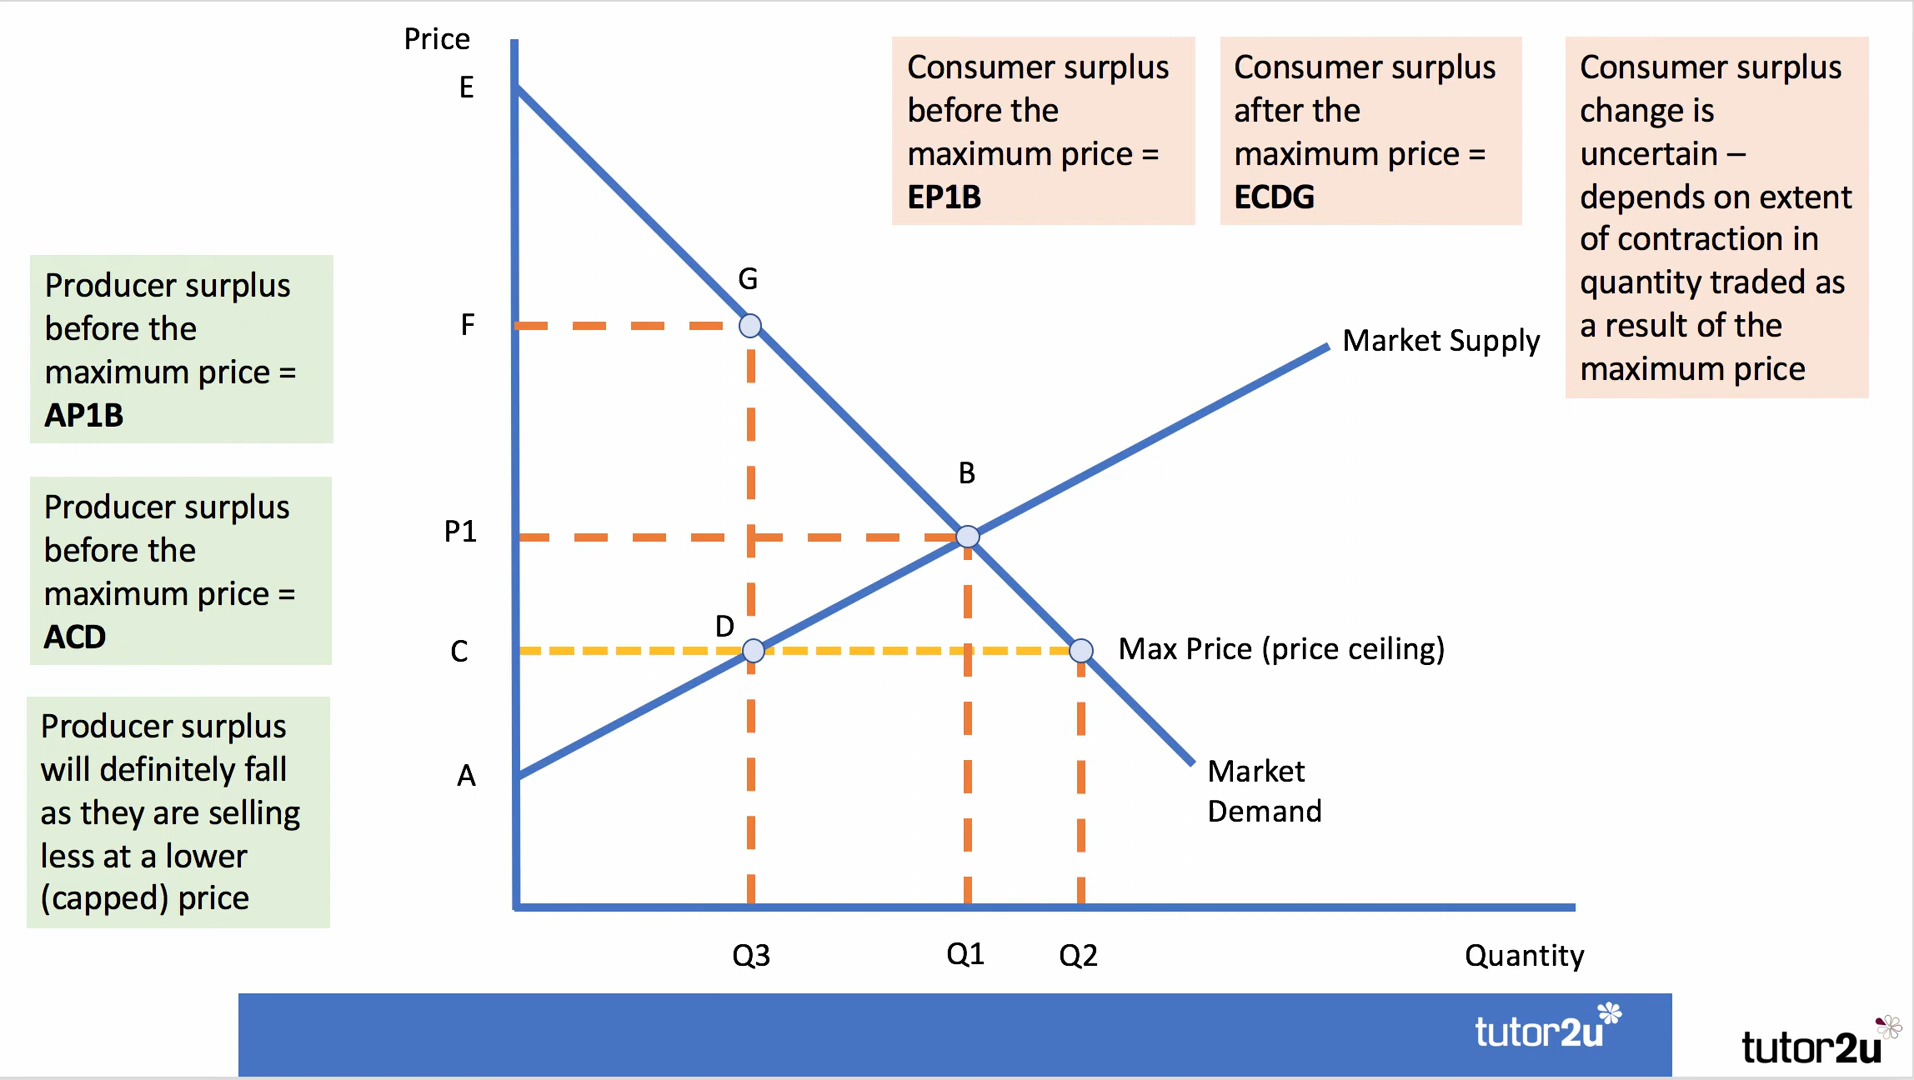 Price
E
Consumer surplus
before the
maximum price =
EP1B
Consumer surplus
after the
maximum price =
ECDG
Consumer surplus
change is
uncertain –
depends on extent
of contraction in
quantity traded as
a result of the
maximum price
Producer surplus
before the
maximum price =
AP1B
Producer surplus
before the
maximum price =
ACD
Producer surplus
will definitely fall
as they are selling
less at a lower
(capped) price
G
F
Market Supply
B
P1
D
C
Max Price (price ceiling)
A
Market
Demand
Q3
Q1
Q2
Quantity
tutor2u
tutor2u